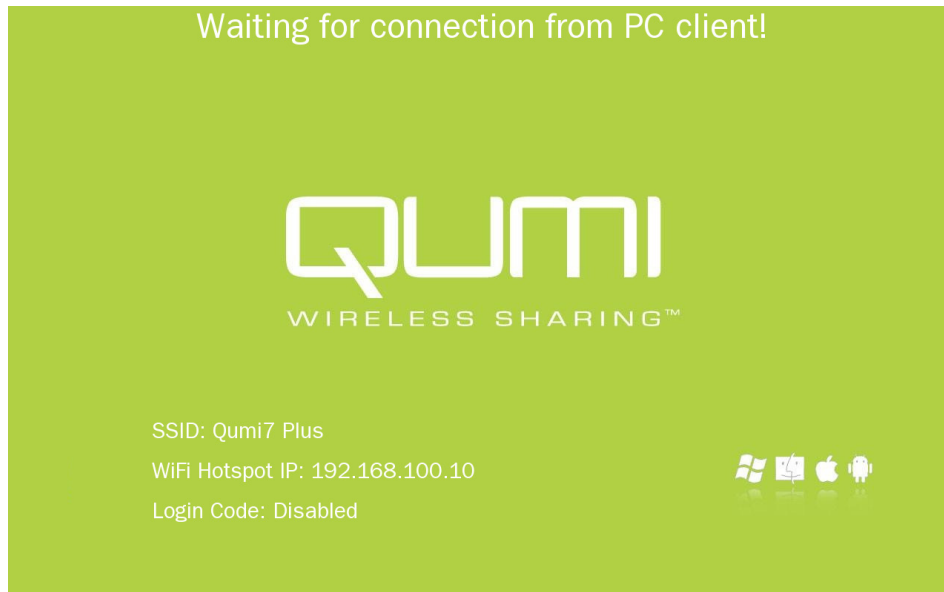 Waiting for connection from PC client!
QUMI
WIRELESS SHARING™
SSID: Qumi7 Plus
WiFi Hotspot IP: 192.168.100.10
Login Code: Disabled